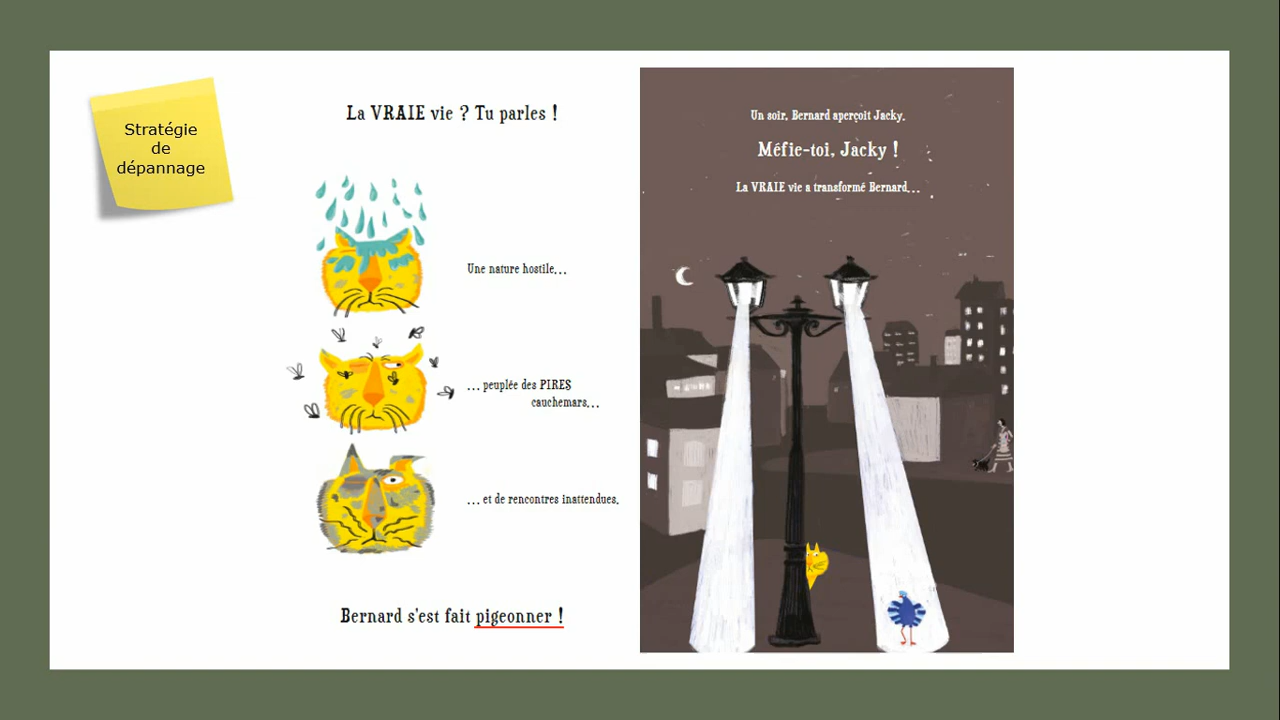 Stratégie
de
dépannage
La VRAIE vie ? Tu parles !
Une nature hostile...
... peuplée des PIRES
cauchemars...
... et de rencontres inattendues.
Bernard s'est fait pigeonner !
Un soir, Bernard aperçoit Jacky.
Méfie-toi, Jacky !
La VRAIE vie a transformé Bernard...